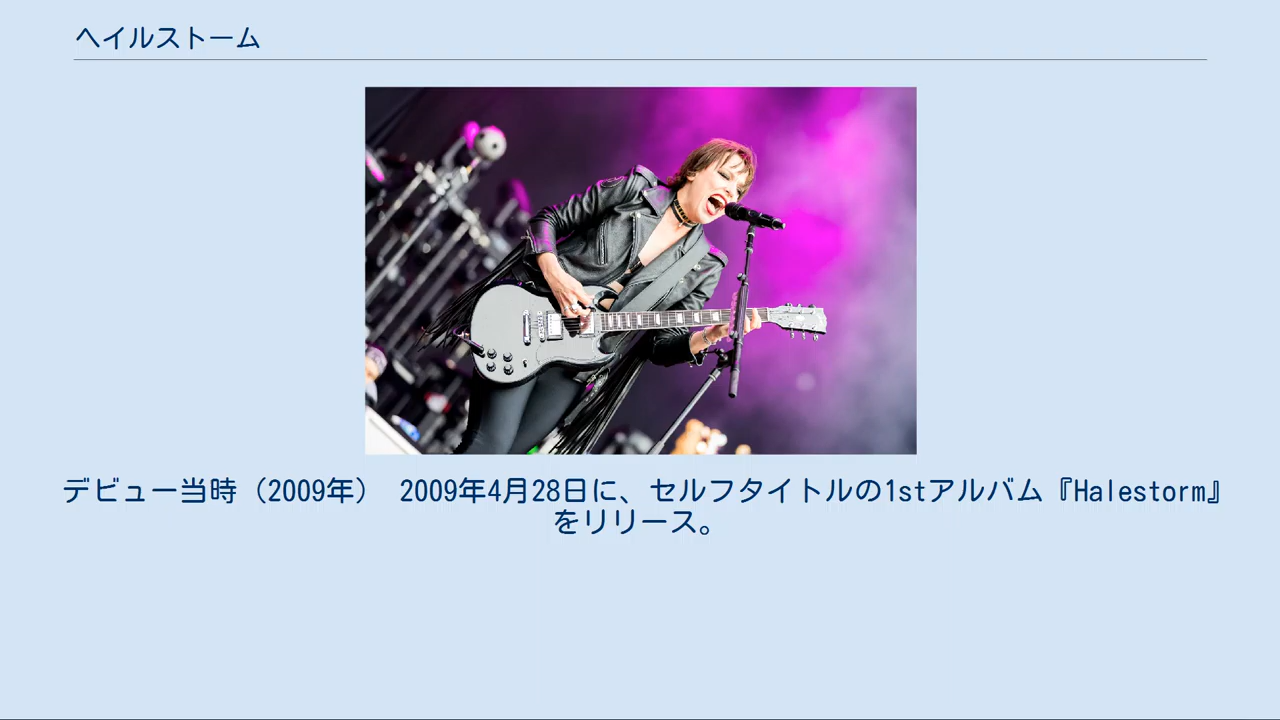 ヘイルストーム
デビュー当時（2009年） 2009年4月28日に、セルフタイトルの1stアルバム『Halestorm』
をリリース。